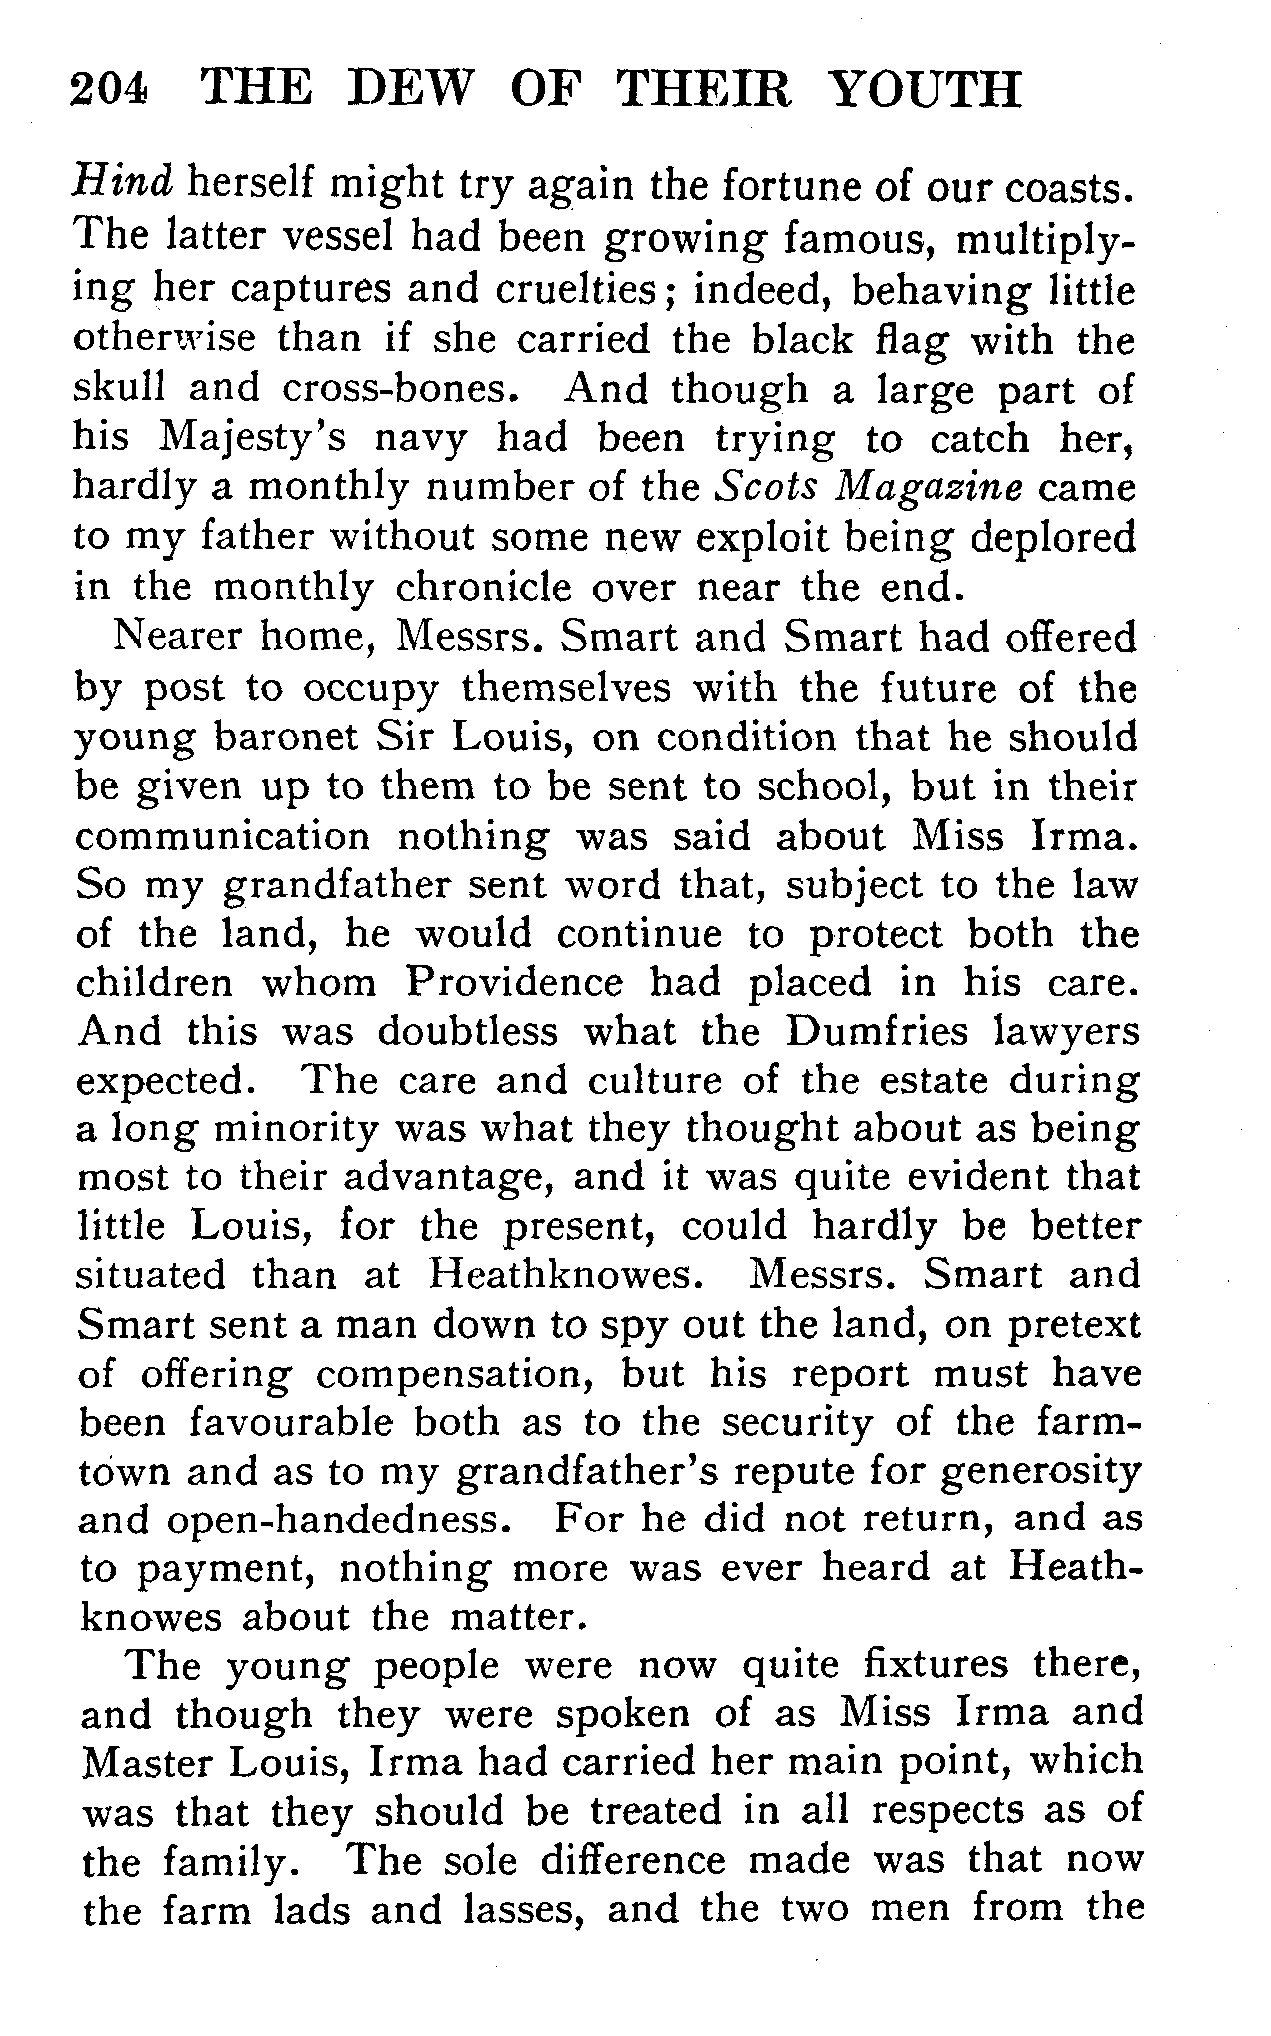 204 THE DEW OF THEIR YOUTH
Hind herself might try again the fortune of our coasts.
The latter vessel had been growing famous, multiply-
ing her captures and cruelties; indeed, behaving little
otherwise than if she carried the black flag with the
skull and cross-bones. And though a large part of
his Majesty's navy had been trying to catch her,
hardly a monthly number of the Scots Magazine came
to my father without some new exploit being deplored
in the monthly chronicle over near the end.
Nearer home, Messrs. Smart and Smart had offered
by post to occupy themselves with the future of the
young baronet Sir Louis, on condition that he should
be given up to them to be sent to school, but in their
communication nothing was said about Miss Irma.
So my grandfather sent word that, subject to the law
of the land, he would continue to protect both the
children whom Providence had placed in his care.
And this was doubtless what the Dumfries lawyers
expected. The care and culture of the estate during
a long minority was what they thought about as being
most to their advantage, and it was quite evident that
little Louis, for the present, could hardly be better
situated than at Heathknowes. Messrs. Smart and
Smart sent a man down to spy out the land, on pretext
of offering compensation, but his report must have
been favourable both as to the security of the farm-
town and as to my grandfather's repute for generosity
and open-handedness. For he did not return, and as
to payment, nothing more was ever heard at Heath-
knowes about the matter.
The young people were now quite fixtures there,
and though they were spoken of as Miss Irma and
Master Louis, Irma had carried her main point, which
was that they should be treated in all respects as of
the family. The sole difference made was that now
the farm lads and lasses, and the two men from the